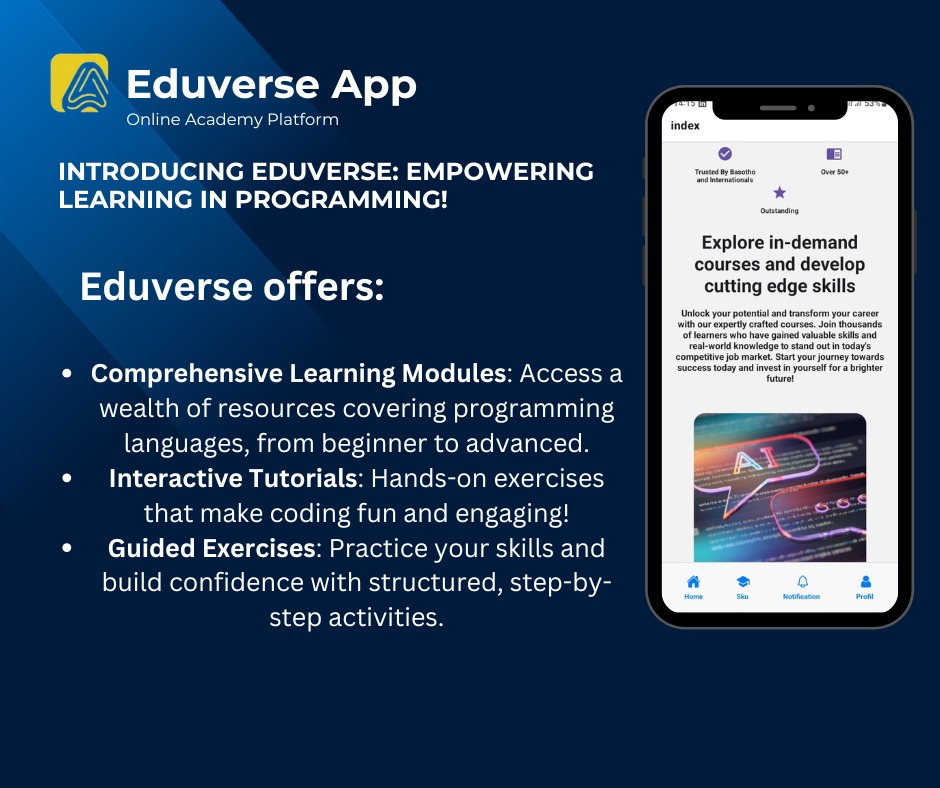 Eduverse App
Online Academy Platform
INTRODUCING EDUVERSE: EMPOWERING
LEARNING IN PROGRAMMING!
Eduverse offers:
• Comprehensive Learning Modules: Access a
wealth of resources covering programming
languages, from beginner to advanced.
• Interactive Tutorials: Hands-on exercises
that make coding fun and engaging!
• Guided Exercises: Practice your skills and
build confidence with structured, step-by-
step activities.
14:15
53%
index
Trusted By Basotho
and Internationals
Over 50+
Outstanding
Explore in-demand
courses and develop
cutting edge skills
Unlock your potential and transform your career
with our expertly crafted courses. Join thousands
of learners who have gained valuable skills and
real-world knowledge to stand out in today's
competitive job market. Start your journey towards
success today and invest in yourself for a brighter
future!
AI
Home
Sku
Notification
Profil